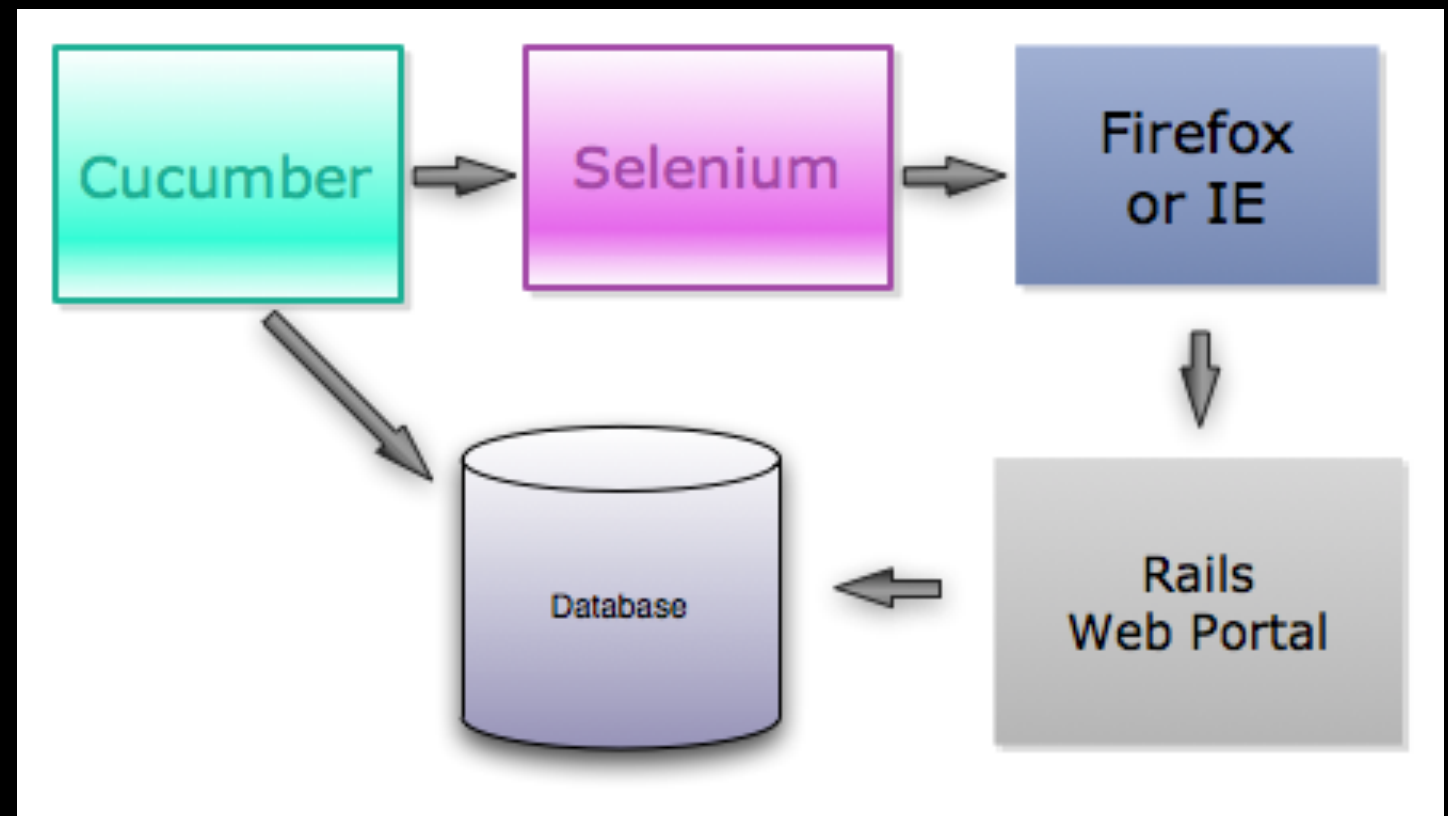 Cucumber
Selenium
Firefox
or IE
Database
Rails
Web Portal